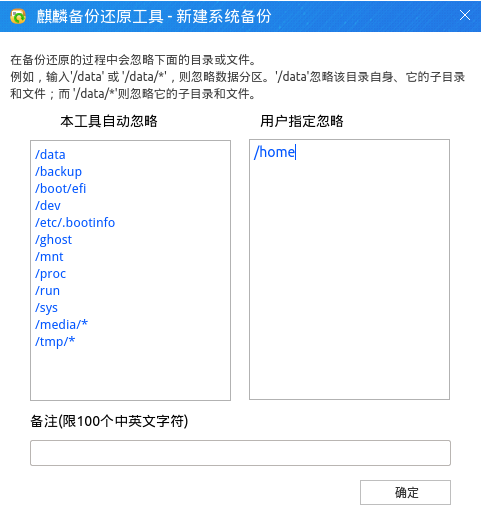 麒麟备份还原工具 - 新建系统备份
在备份还原的过程中会忽略下面的目录或文件。
例如，输入'/data' 或 '/data/*'，则忽略数据分区。'/data'忽略该目录自身、它的子目录
和文件；而 '/data/*'则忽略它的子目录和文件。
本工具自动忽略
用户指定忽略
/data
/backup
/boot/efi
/dev
/etc/.bootinfo
/ghost
/mnt
/proc
/run
/sys
/media/*
/tmp/*
/home
备注(限100个中英文字符)
确定